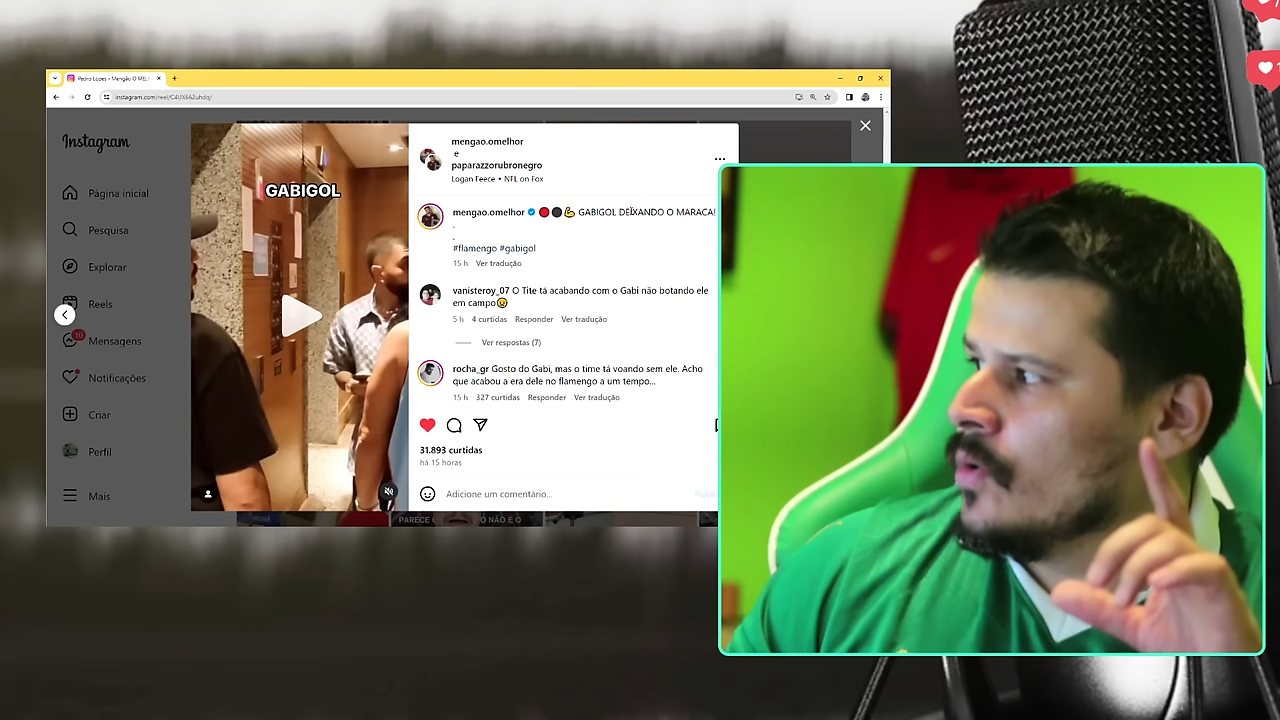 Pedro Lopes • Mengão O MEL
instagram.com/reel/C4UX662uhdq/
Instagram
Página inicial
Pesquisa
Explorar
Reels
10
Mensagens
Notificações
Criar
Perfil
Mais
GABIGOL
mengao.omelhor
e
paparazzorubronegro
Logan Feece • NFL on Fox
mengao.omelhor 🔴⚫💪 GABIGOL DEIXANDO O MARACA!
.
.
#flamengo #gabigol
15 h Ver tradução
vanisteroy_07 O Tite tá acabando com o Gabi não botando ele
em campo😢
5 h 4 curtidas Responder Ver tradução
Ver respostas (7)
rocha_gr Gosto do Gabi, mas o time tá voando sem ele. Acho
que acabou a era dele no flamengo a um tempo...
15 h 327 curtidas Responder Ver tradução
31.893 curtidas
há 15 horas
Adicione um comentário...
PARECE
O NÃO É O